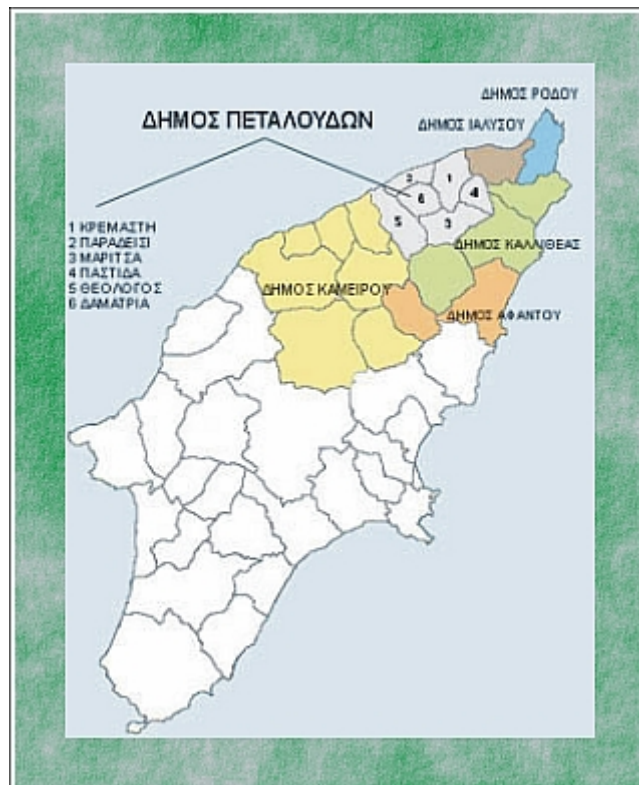 ΔΗΜΟΣ ΡΟΔΟΥ
ΔΗΜΟΣ ΠΕΤΑΛΟΥΔΩΝ
ΔΗΜΟΣ ΙΑΛΥΣΟΥ
2
1
6
4
5
3
1 ΚΡΕΜΑΣΤΗ
2 ΠΑΡΑΔΕΙΣΙ
3 ΜΑΡΙΤΣΑ
4 ΠΑΣΤΙΔΑ
5 ΘΕΟΛΟΓΟΣ
6 ΔΑΜΑΤΡΙΑ
ΔΗΜΟΣ ΚΑΛΛΙΘΕΑΣ
ΔΗΜΟΣ ΚΑΜΕΙΡΟΥ
ΔΗΜΟΣ ΑΦΑΝΤΟΥ